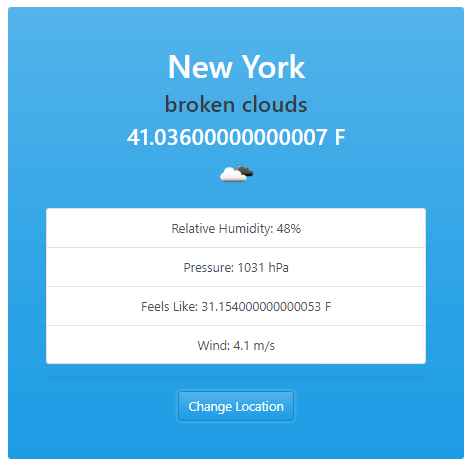 New York
broken clouds
41.03600000000007 F
Relative Humidity: 48%
Pressure: 1031 hPa
Feels Like: 31.154000000000053 F
Wind: 4.1 m/s
Change Location